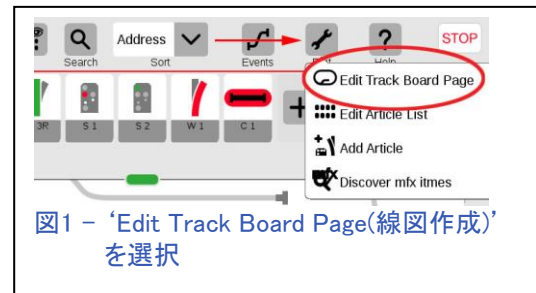 Address
STOP
Search
Sort
Events
Help
Edit Track Board Page
3R
S 1
S 2
W 1
C 1
Edit Article List
Add Article
Discover mfx itmes
図1 − ‘Edit Track Board Page(線図作成)’
を選択